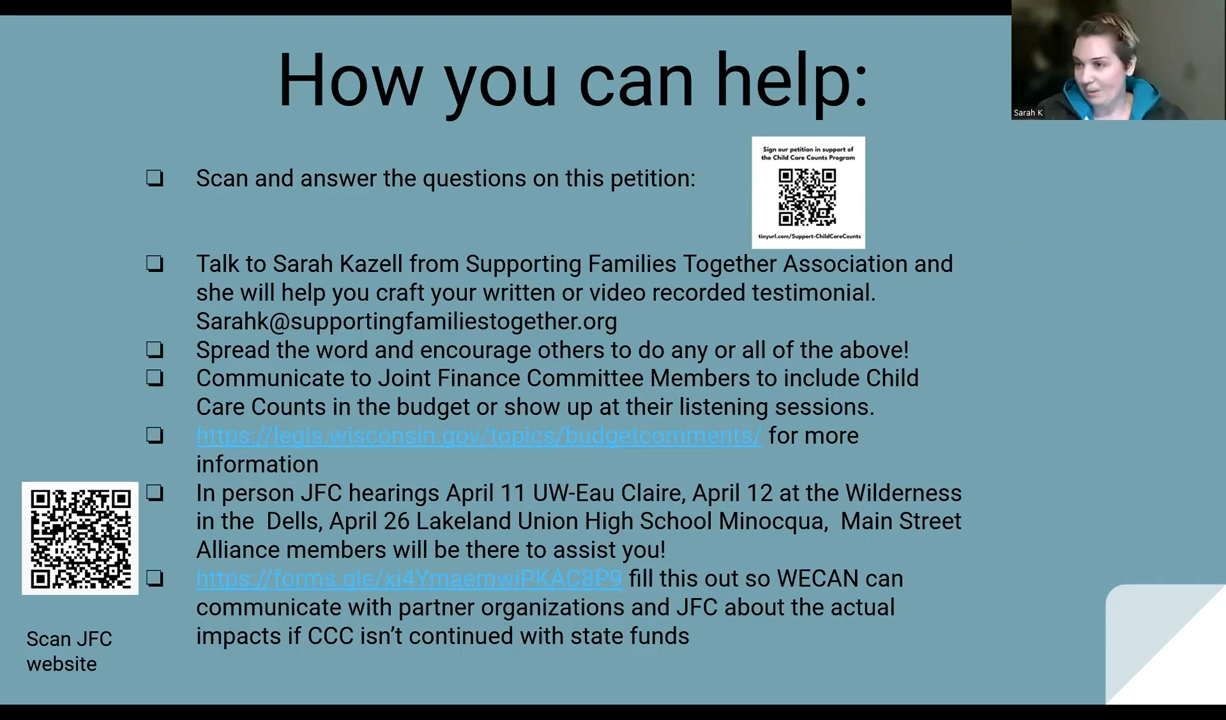 How you can help:
Sarah K
Sign our petition in support of
the Child Care Counts Program
tinyurl.com/Support-ChildCareCounts
❏ Scan and answer the questions on this petition:
❏ Talk to Sarah Kazell from Supporting Families Together Association and
she will help you craft your written or video recorded testimonial.
Sarahk@supportingfamiliestogether.org
❏ Spread the word and encourage others to do any or all of the above!
❏ Communicate to Joint Finance Committee Members to include Child
Care Counts in the budget or show up at their listening sessions.
❏ https://legis.wisconsin.gov/topics/budgetcomments/ for more
information
❏ In person JFC hearings April 11 UW-Eau Claire, April 12 at the Wilderness
in the Dells, April 26 Lakeland Union High School Minocqua, Main Street
Alliance members will be there to assist you!
❏ https://forms.gle/xi4YmaemwjPKAC8P9 fill this out so WECAN can
communicate with partner organizations and JFC about the actual
impacts if CCC isn’t continued with state funds
Scan JFC
website